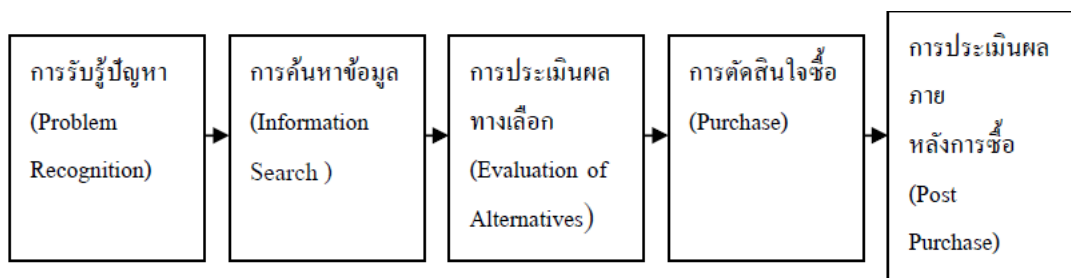 การรับรู้ปัญหา
(Problem
Recognition)
การค้นหาข้อมูล
(Information
Search )
การประเมินผล
ทางเลือก
(Evaluation of
Alternatives)
การตัดสินใจซื้อ
(Purchase)
การประเมินผล
ภาย
หลังการซื้อ
(Post
Purchase)